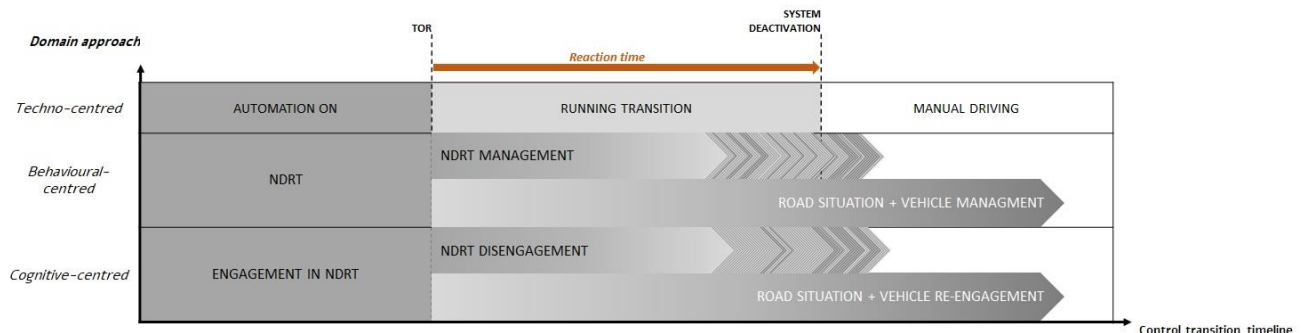 SYSTEM
TOR
DEACTIVATION
Domain approach
Reaction time
Techno-centred
AUTOMATION ON
RUNNING TRANSITION
MANUAL DRIVING
Behavioural-
centred
NDRT
NDRT MANAGEMENT
ROAD SITUATION + VEHICLE MANAGMENT
Cognitive-centred
ENGAGEMENT IN NDRT
NDRT DISENGAGEMENT
ROAD SITUATION + VEHICLE RE-ENGAGEMENT
Control transition timeline